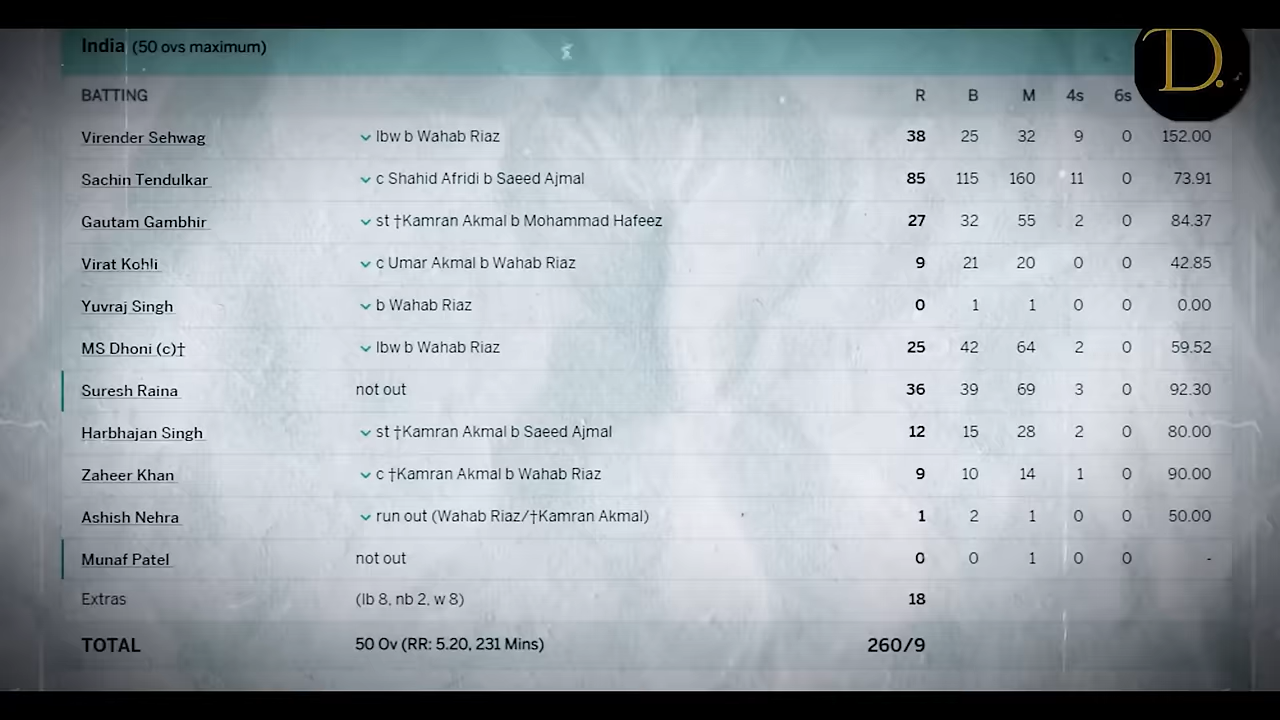 India (50 ovs maximum)
D.
BATTING R B M 4s 6s
Virender Sehwag lbw b Wahab Riaz 38 25 32 9 0 152.00
Sachin Tendulkar c Shahid Afridi b Saeed Ajmal 85 115 160 11 0 73.91
Gautam Gambhir st †Kamran Akmal b Mohammad Hafeez 27 32 55 2 0 84.37
Virat Kohli c Umar Akmal b Wahab Riaz 9 21 20 0 0 42.85
Yuvraj Singh b Wahab Riaz 0 1 1 0 0 0.00
MS Dhoni (c)† lbw b Wahab Riaz 25 42 64 2 0 59.52
Suresh Raina not out 36 39 69 3 0 92.30
Harbhajan Singh st †Kamran Akmal b Saeed Ajmal 12 15 28 2 0 80.00
Zaheer Khan c †Kamran Akmal b Wahab Riaz 9 10 14 1 0 90.00
Ashish Nehra run out (Wahab Riaz/†Kamran Akmal) 1 2 1 0 0 50.00
Munaf Patel not out 0 0 1 0 0 -
Extras (lb 8, nb 2, w 8) 18
TOTAL 50 Ov (RR: 5.20, 231 Mins) 260/9